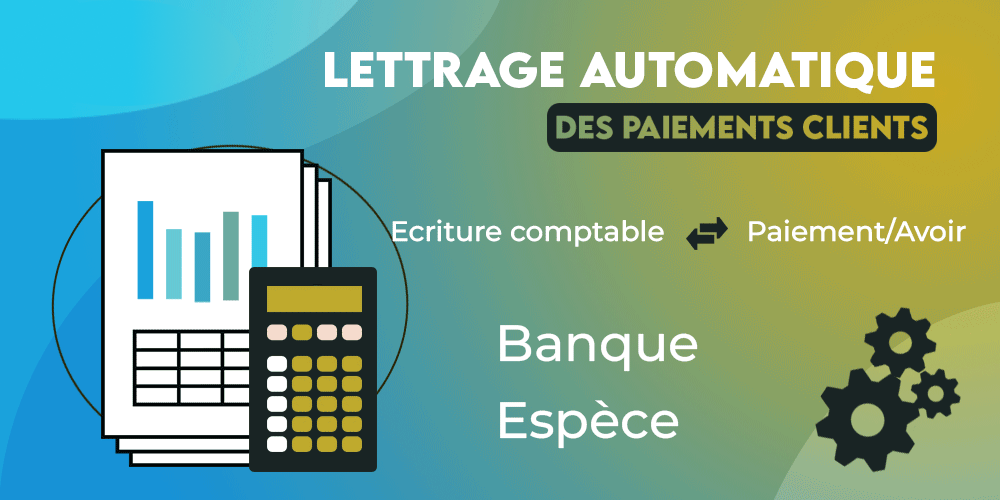 LETTRAGE AUTOMATIQUE
DES PAIEMENTS CLIENTS
Ecriture comptable Paiement/Avoir
Banque
Espèce